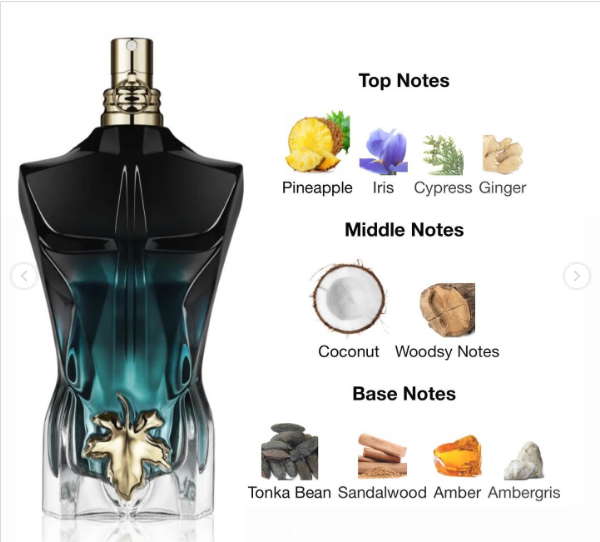 Top Notes
Pineapple Iris Cypress Ginger
Middle Notes
Coconut Woodsy Notes
Base Notes
Tonka Bean Sandalwood Amber Ambergris